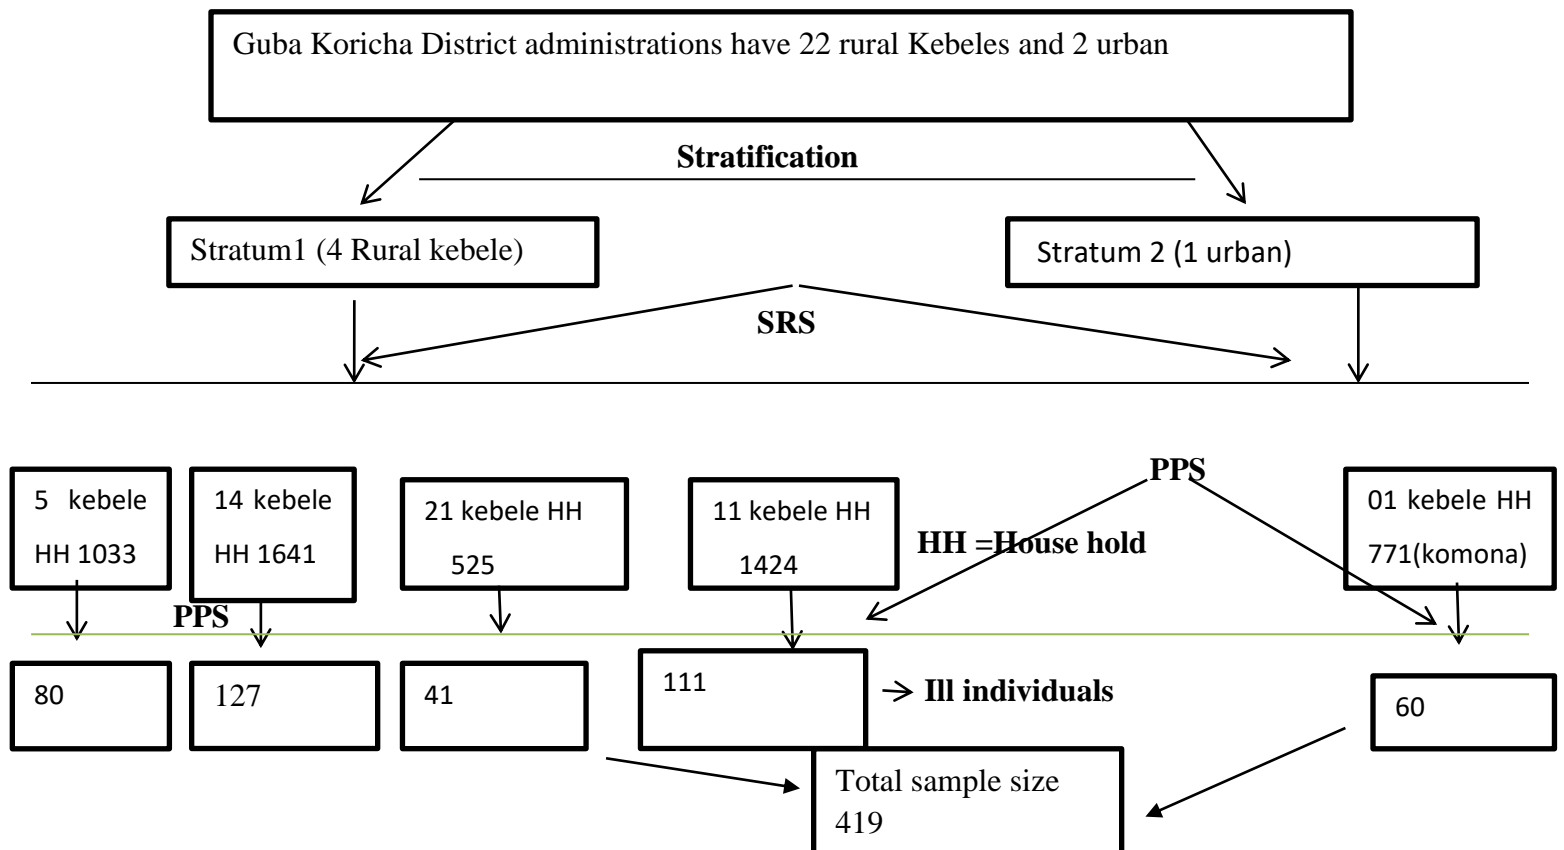 Guba Koricha District administrations have 22 rural Kebeles and 2 urban
Stratification
Stratum1 (4 Rural kebele)
Stratum 2 (1 urban)
SRS
5 kebele
HH 1033
14 kebele
HH 1641
21 kebele HH
525
11 kebele HH
1424
PPS
HH =House hold
01 kebele HH
771(komona)
PPS
80
127
41
111
Ill individuals
60
Total sample size
419